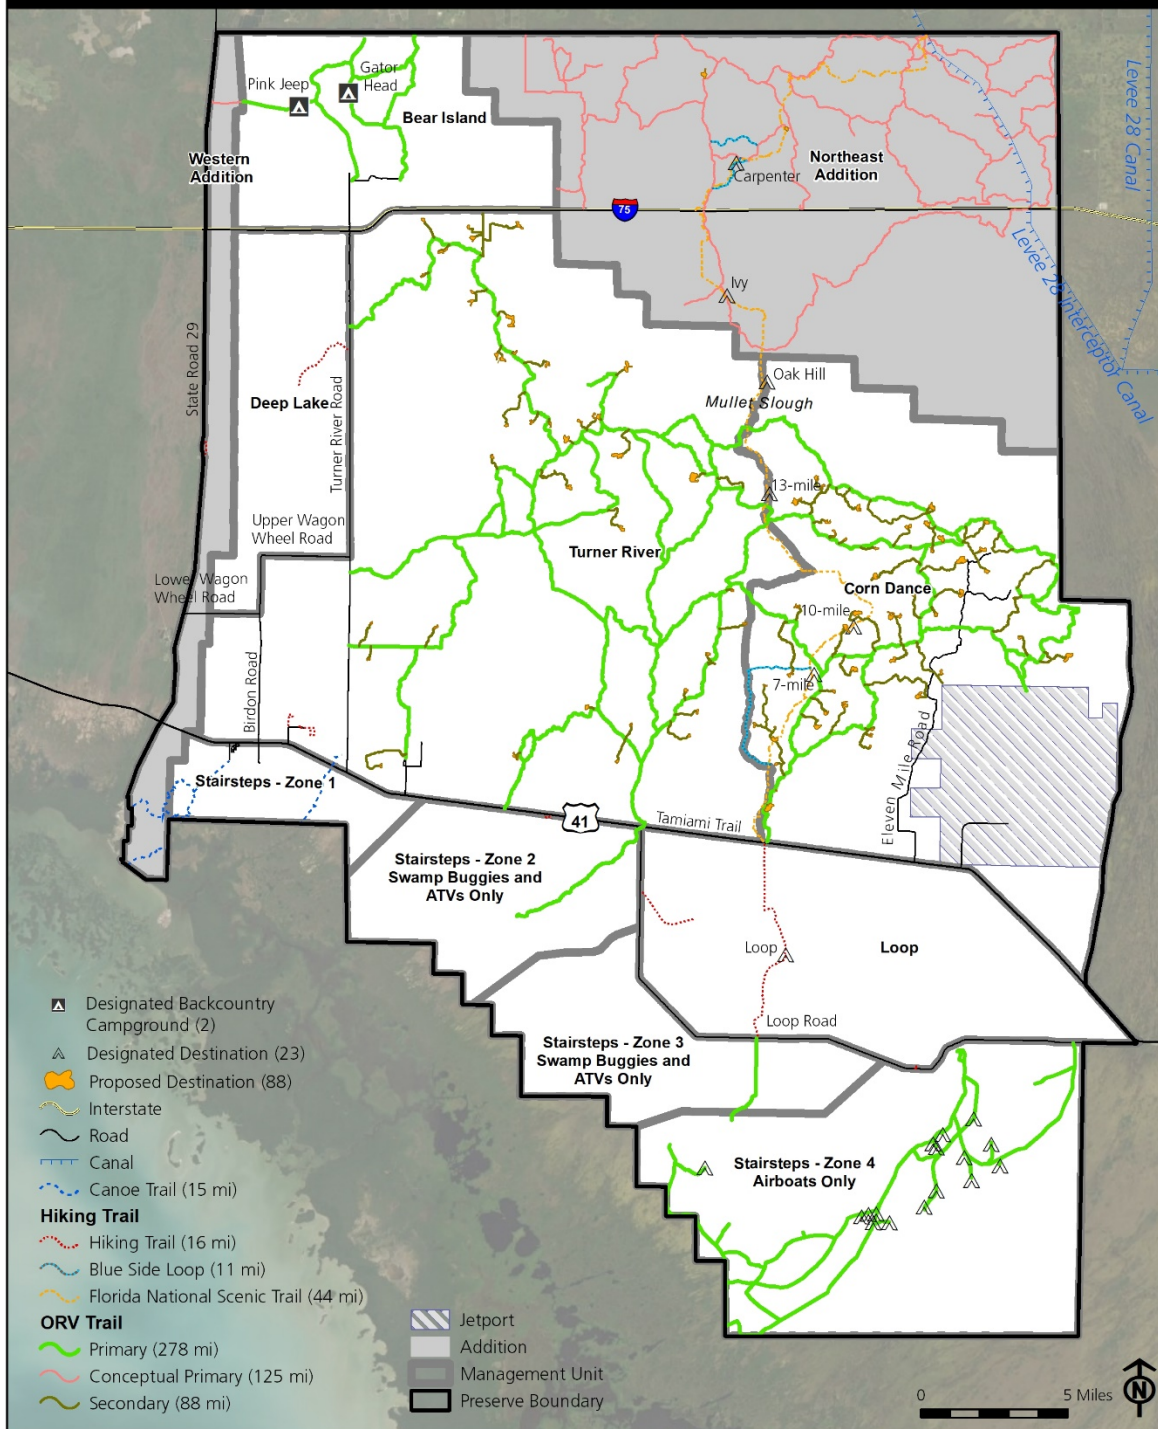 Pink Jeep
Gator
Head
Bear Island
Western
Addition
Northeast
Addition
Carpenter
75
Levee 28 Canal
Levee 28 Interceptor Canal
Ivy
State Road 29
Deep Lake
Turner River Road
Oak Hill
Mullet Slough
13-mile
Upper Wagon
Wheel Road
Turner River
Lower Wagon
Wheel Road
Corn Dance
10-mile
Birdon Road
7-mile
Eleven Mile Road
Stairsteps - Zone 1
41
Tamiami Trail
Stairsteps - Zone 2
Swamp Buggies and
ATVs Only
Loop
Loop
Loop Road
Stairsteps - Zone 3
Swamp Buggies and
ATVs Only
Stairsteps - Zone 4
Airboats Only
Designated Backcountry
Campground (2)
Designated Destination (23)
Proposed Destination (88)
Interstate
Road
Canal
Canoe Trail (15 mi)
Hiking Trail
Hiking Trail (16 mi)
Blue Side Loop (11 mi)
Florida National Scenic Trail (44 mi)
ORV Trail
Primary (278 mi)
Conceptual Primary (125 mi)
Secondary (88 mi)
Jetport
Addition
Management Unit
Preserve Boundary
0 5 Miles
N